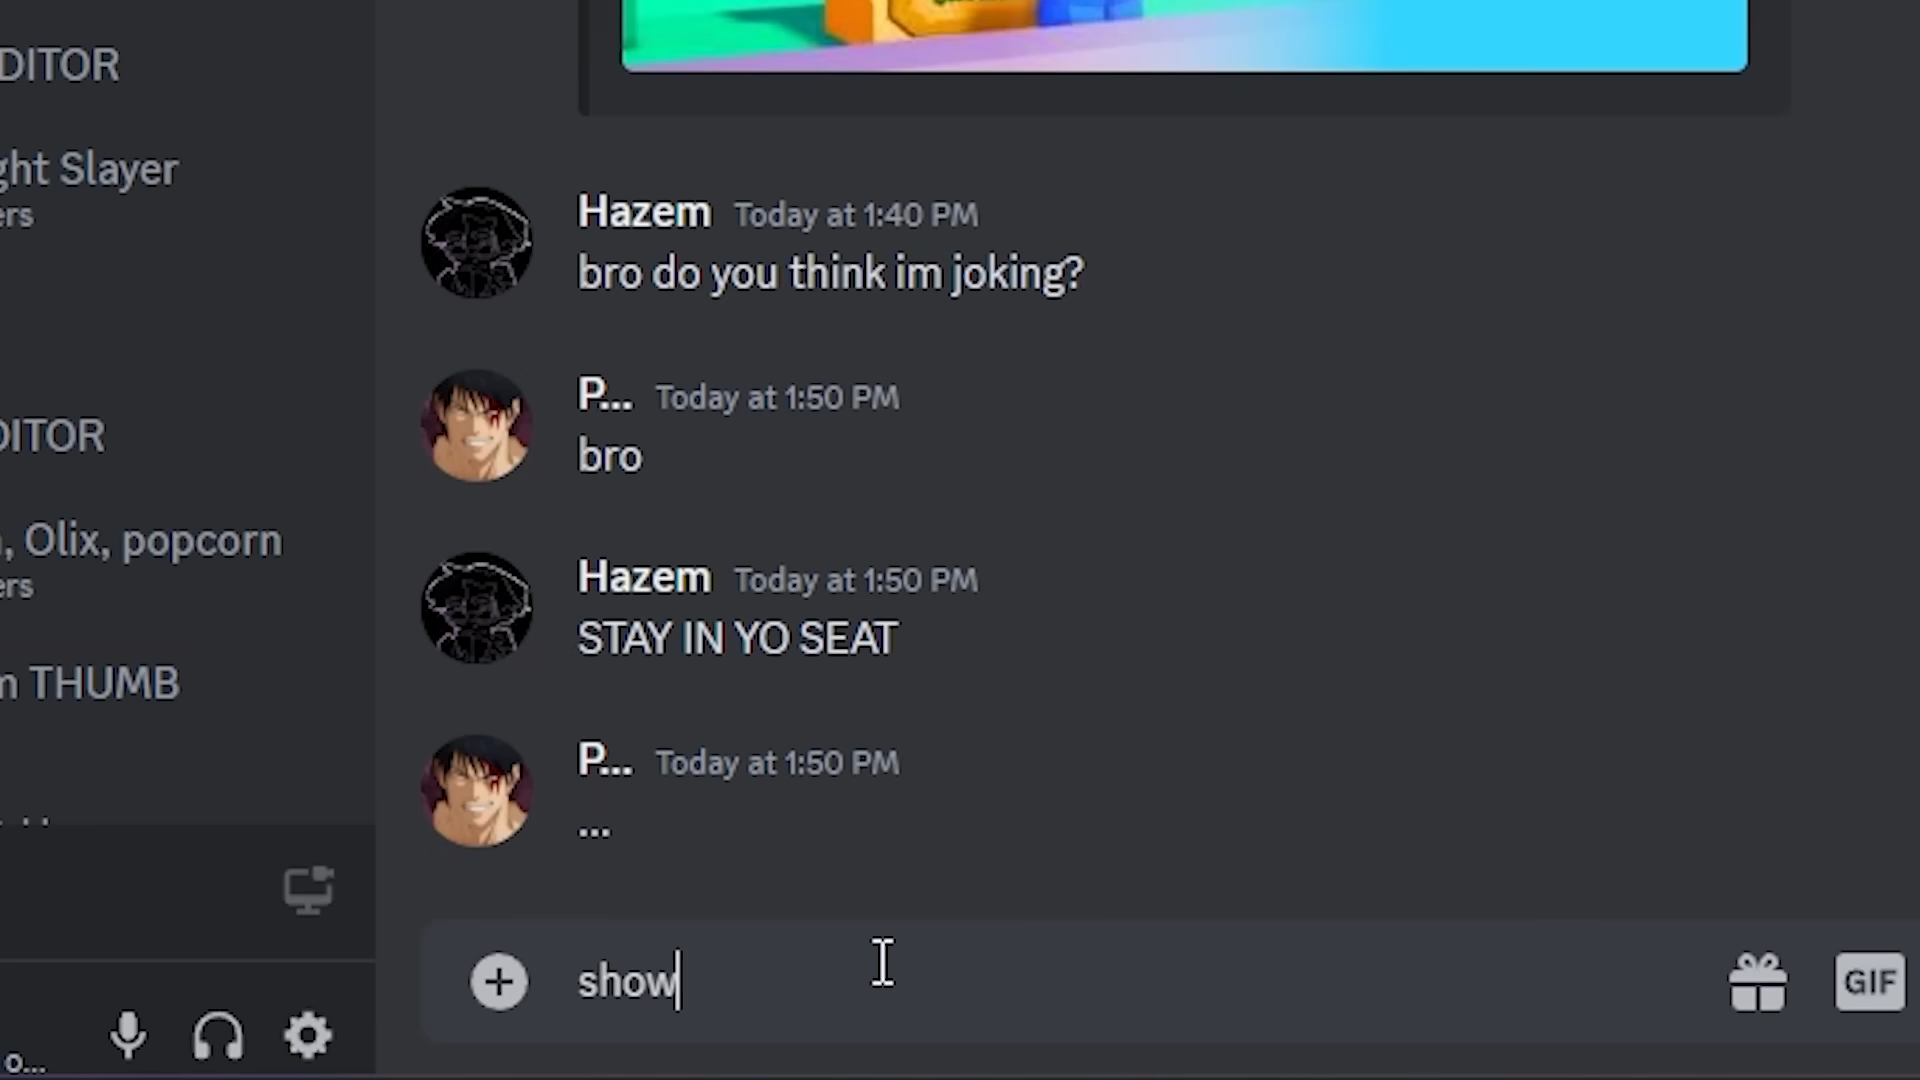 DITOR
ght Slayer
ers
DITOR
, Olix, popcorn
ers
m THUMB
o...
Hazem Today at 1:40 PM
bro do you think im joking?
P... Today at 1:50 PM
bro
Hazem Today at 1:50 PM
STAY IN YO SEAT
P... Today at 1:50 PM
...
show
GIF